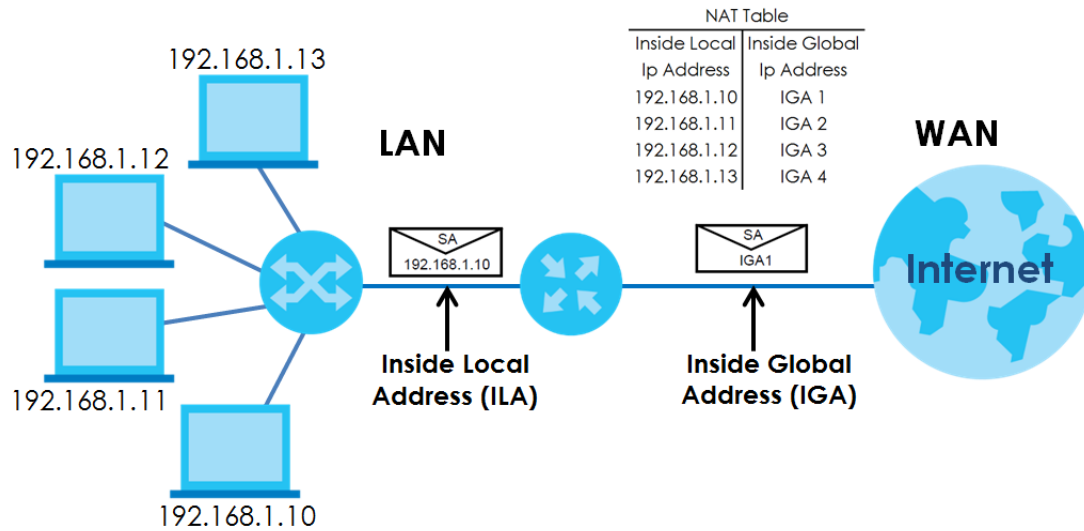 192.168.1.13
192.168.1.12
192.168.1.11
192.168.1.10
LAN
SA
192.168.1.10
Inside Local
Address (ILA)
NAT Table
Inside Local Inside Global
Ip Address Ip Address
192.168.1.10 IGA 1
192.168.1.11 IGA 2
192.168.1.12 IGA 3
192.168.1.13 IGA 4
WAN
SA
IGA1
Inside Global
Address (IGA)
Internet